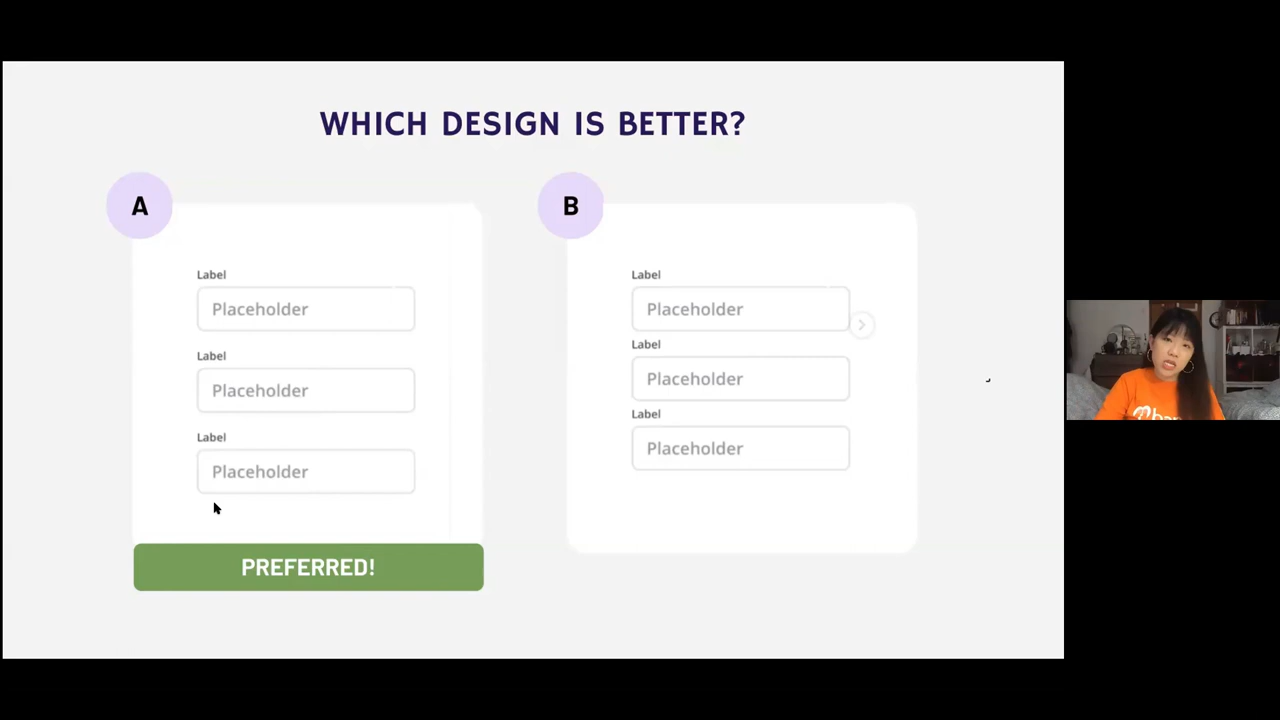 WHICH DESIGN IS BETTER?
A
Label
Placeholder
Label
Placeholder
Label
Placeholder
PREFERRED!
B
Label
Placeholder
Label
Placeholder
Label
Placeholder